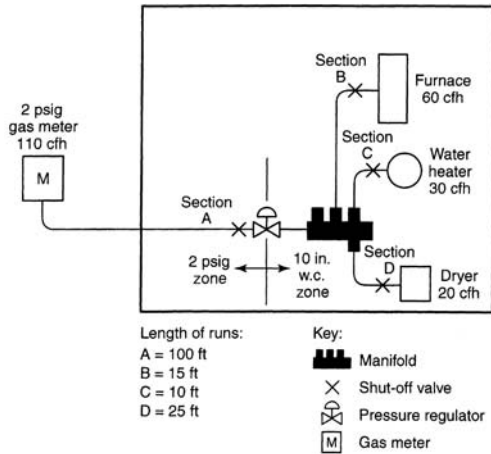 Section
B
Furnace
60 cfh
2 psig
gas meter
110 cfh
M
Section
C
Water
heater
30 cfh
Section
A
Section
D
Dryer
20 cfh
2 psig
zone
10 in.
w.c.
zone
Length of runs:
A = 100 ft
B = 15 ft
C = 10 ft
D = 25 ft
Key:
Manifold
Shut-off valve
Pressure regulator
M
Gas meter